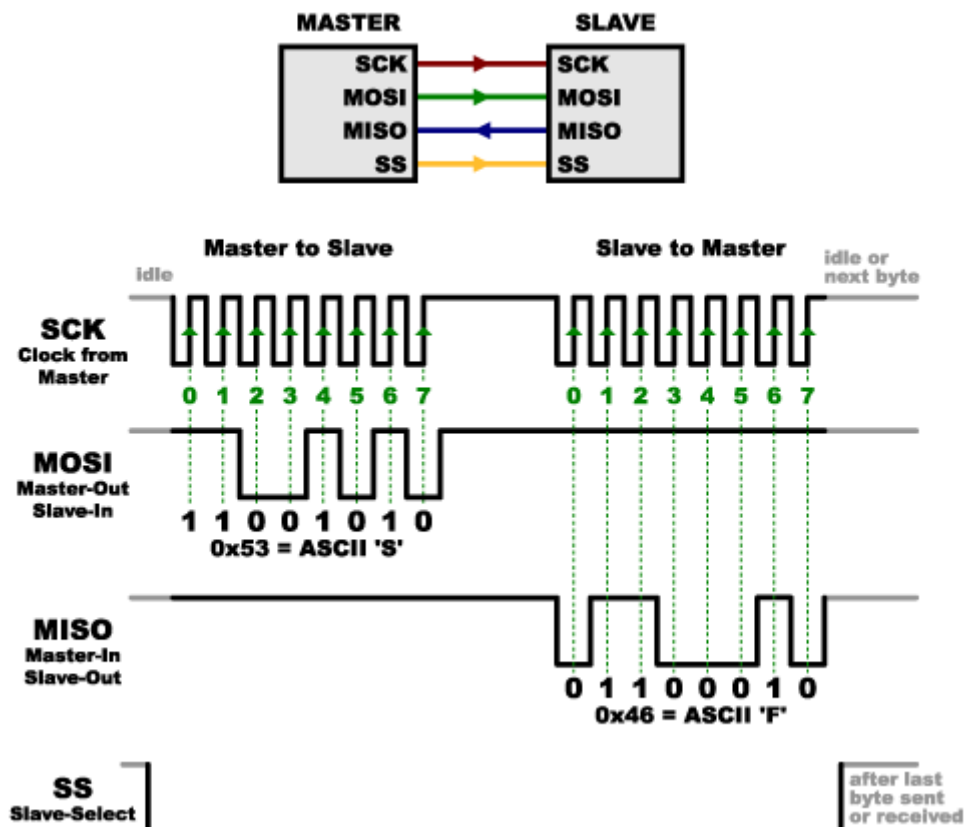 MASTER SLAVE
SCK SCK
MOSI MOSI
MISO MISO
SS SS
Master to Slave Slave to Master
idle
idle or
next byte
SCK
Clock from
Master
0 1 2 3 4 5 6 7 0 1 2 3 4 5 6 7
MOSI
Master-Out
Slave-In
1 1 0 0 1 0 1 0
0x53 = ASCII 'S'
MISO
Master-In
Slave-Out
0 1 1 0 0 0 1 0
0x46 = ASCII 'F'
SS
Slave-Select
after last
byte sent
or received